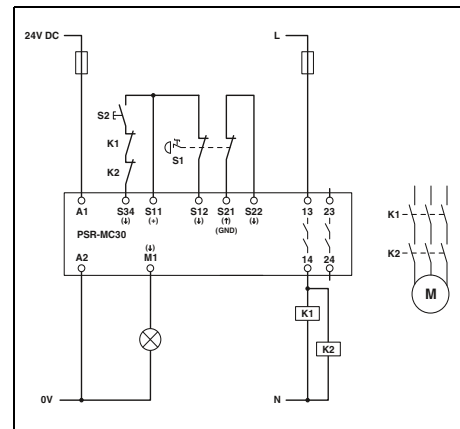 24V DC
L
S2
K1
K2
S1
A1
S34
(↓)
S11
(+)
S12
(↓)
S21
(↑)
(GND)
S22
(↓)
13
23
PSR-MC30
A2
(↓)
M1
14
24
K1
K2
K1
K2
M
0V
N